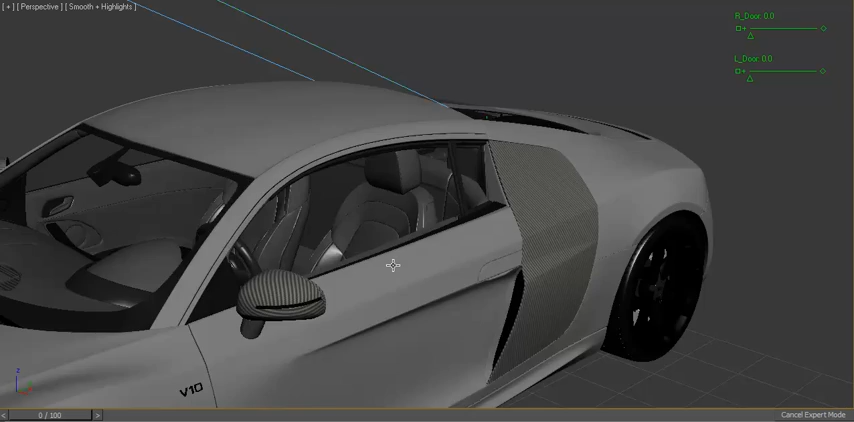 [ + ] [ Perspective ] [ Smooth + Highlights ]
R_Door: 0.0
L_Door: 0.0
V10
z
< 0 / 100 >
Cancel Expert Mode